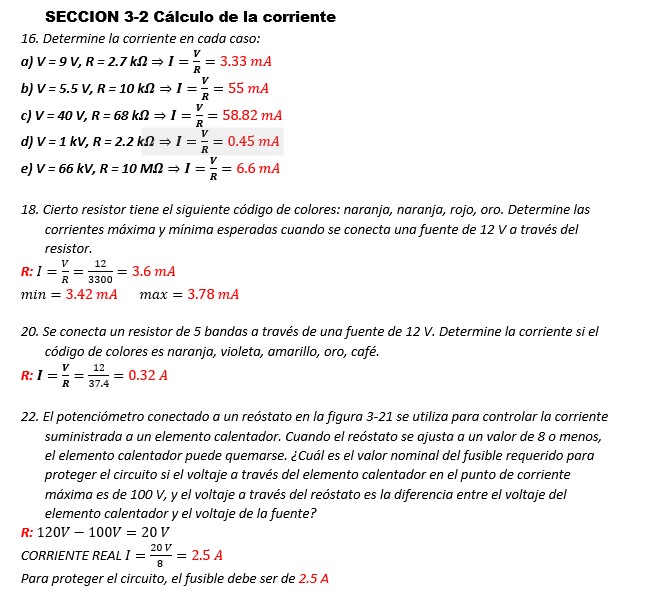 SECCION 3-2 Cálculo de la corriente
16. Determine la corriente en cada caso:
a) V = 9 V, R = 2.7 kΩ ⇒ I = V/R = 3.33 mA
b) V = 5.5 V, R = 10 kΩ ⇒ I = V/R = 55 mA
c) V = 40 V, R = 68 kΩ ⇒ I = V/R = 58.82 mA
d) V = 1 kV, R = 2.2 kΩ ⇒ I = V/R = 0.45 mA
e) V = 66 kV, R = 10 MΩ ⇒ I = V/R = 6.6 mA
18. Cierto resistor tiene el siguiente código de colores: naranja, naranja, rojo, oro. Determine las
corrientes máxima y mínima esperadas cuando se conecta una fuente de 12 V a través del
resistor.
R: I = V/R = 12/3300 = 3.6 mA
min = 3.42 mA max = 3.78 mA
20. Se conecta un resistor de 5 bandas a través de una fuente de 12 V. Determine la corriente si el
código de colores es naranja, violeta, amarillo, oro, café.
R: I = V/R = 12/37.4 = 0.32 A
22. El potenciómetro conectado a un reóstato en la figura 3-21 se utiliza para controlar la corriente
suministrada a un elemento calentador. Cuando el reóstato se ajusta a un valor de 8 o menos,
el elemento calentador puede quemarse. ¿Cuál es el valor nominal del fusible requerido para
proteger el circuito si el voltaje a través del elemento calentador en el punto de corriente
máxima es de 100 V, y el voltaje a través del reóstato es la diferencia entre el voltaje del
elemento calentador y el voltaje de la fuente?
R: 120V − 100V = 20 V
CORRIENTE REAL I = 20 V/8 = 2.5 A
Para proteger el circuito, el fusible debe ser de 2.5 A